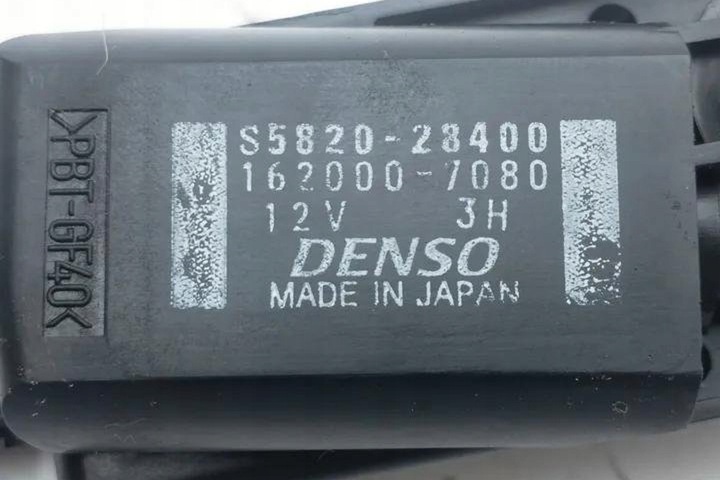 >PBT-GF40<
S5820-28400
162000-7080
12V 3H
DENSO
MADE IN JAPAN